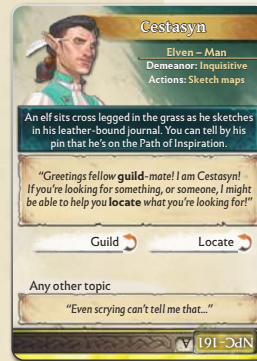 Cestasyn
Elven – Man
Demeanor: Inquisitive
Actions: Sketch maps
An elf sits cross legged in the grass as he sketches
in his leather-bound journal. You can tell by his
pin that he's on the Path of Inspiration.
"Greetings fellow guild-mate! I am Cestasyn!
If you're looking for something, or someone, I might
be able to help you locate what you're looking for!"
Guild Locate
Any other topic
"Even scrying can't tell me that..."
A NPC-191